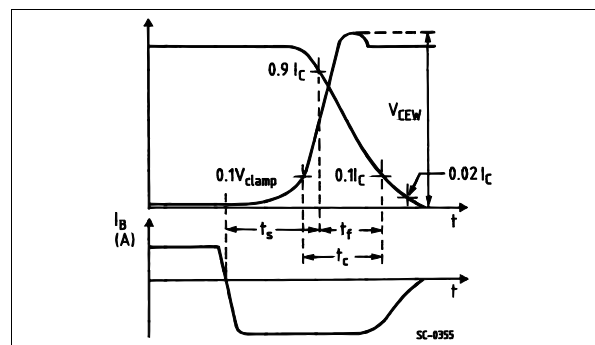 0.9 I_C
V_CEW
0.1V_clamp
0.1I_C
0.02 I_C
t
I_B
(A)
t_s
t_f
t_c
t
SC-0355